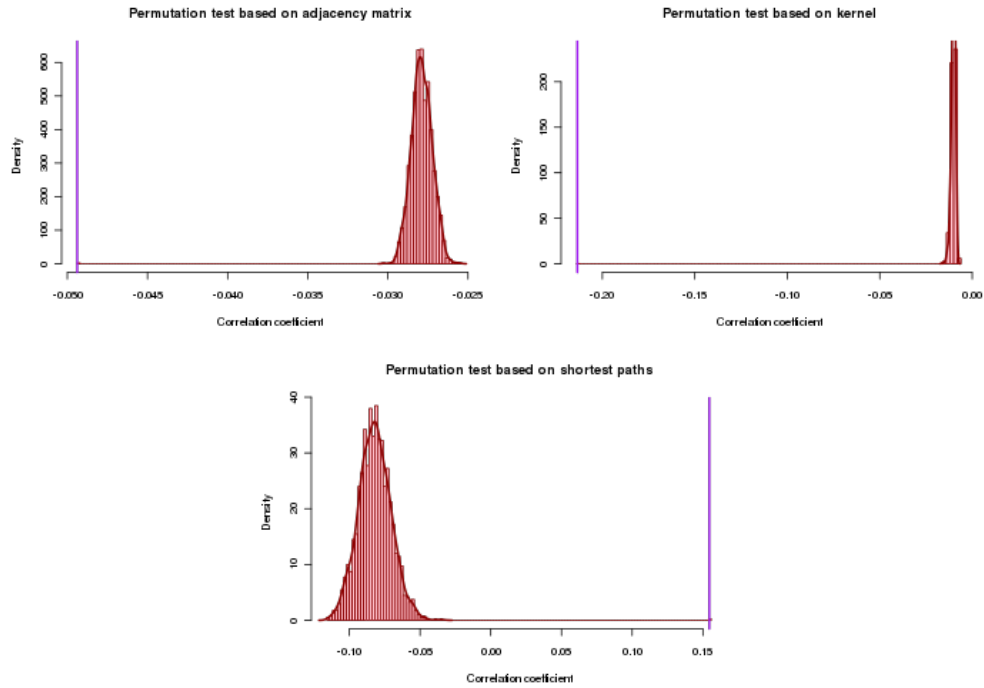 Permutation test based on adjacency matrix
Density
0 100 200 300 400 500 600
-0.050 -0.045 -0.040 -0.035 -0.030 -0.025
Correlation coefficient
Permutation test based on kernel
Density
0 50 100 150 200
-0.20 -0.15 -0.10 -0.05 0.00
Correlation coefficient
Permutation test based on shortest paths
Density
0 10 20 30 40
-0.10 -0.05 0.00 0.05 0.10 0.15
Correlation coefficient